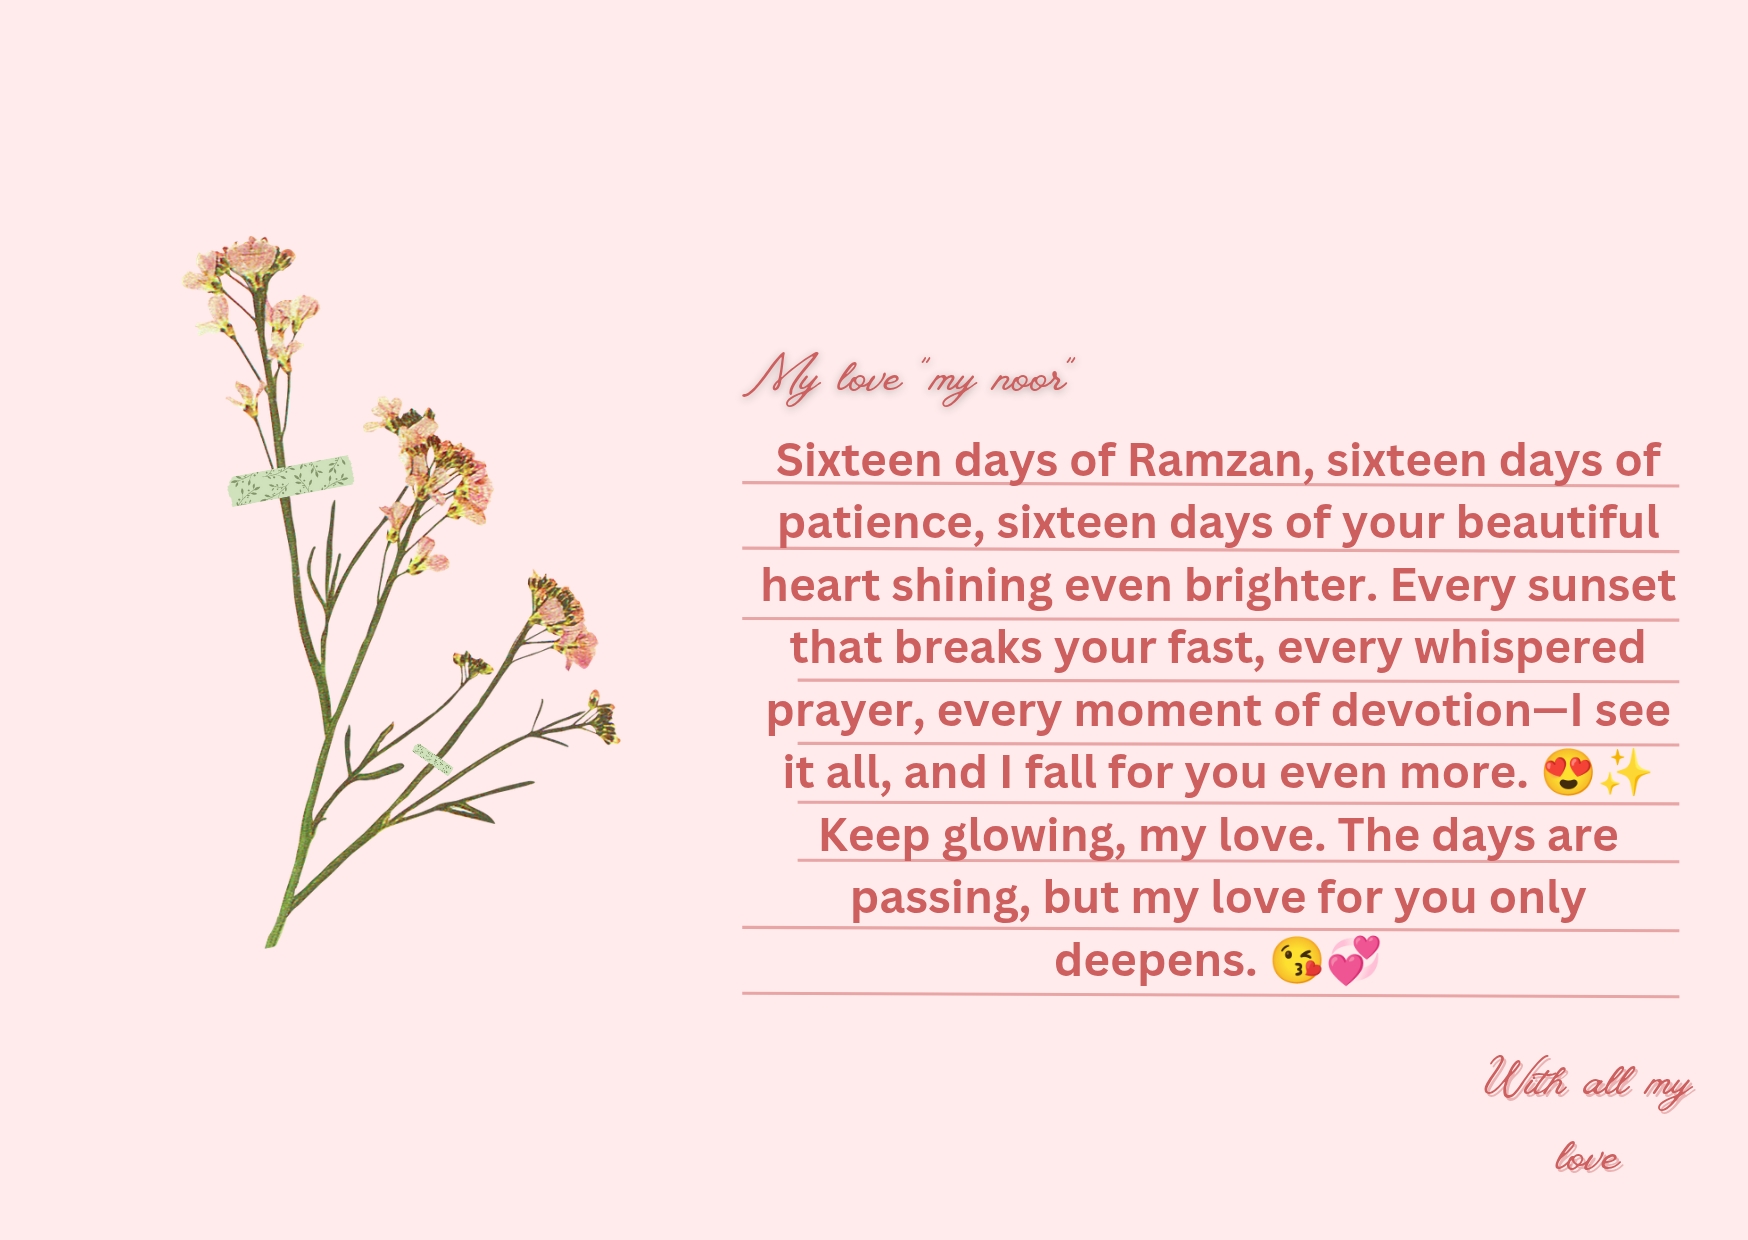 My love "my noor"
Sixteen days of Ramzan, sixteen days of
patience, sixteen days of your beautiful
heart shining even brighter. Every sunset
that breaks your fast, every whispered
prayer, every moment of devotion—I see
it all, and I fall for you even more. 😍✨
Keep glowing, my love. The days are
passing, but my love for you only
deepens. 😘💞
With all my
love